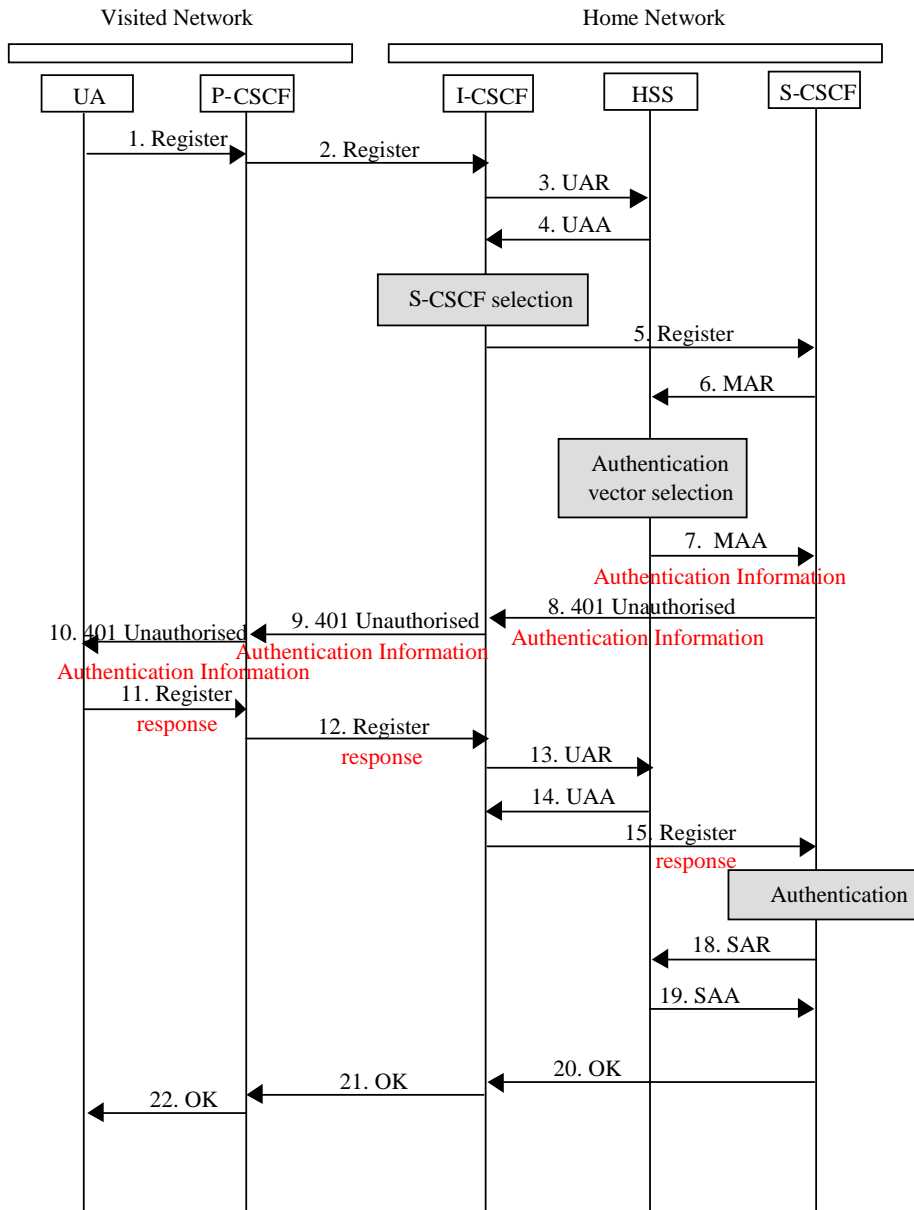 Visited Network
Home Network
UA
P-CSCF
I-CSCF
HSS
S-CSCF
1. Register
2. Register
3. UAR
4. UAA
S-CSCF selection
5. Register
6. MAR
Authentication
vector selection
7. MAA
Authentication Information
8. 401 Unauthorised
Authentication Information
9. 401 Unauthorised
Authentication Information
10. 401 Unauthorised
Authentication Information
11. Register
response
12. Register
response
13. UAR
14. UAA
15. Register
response
Authentication
18. SAR
19. SAA
20. OK
21. OK
22. OK